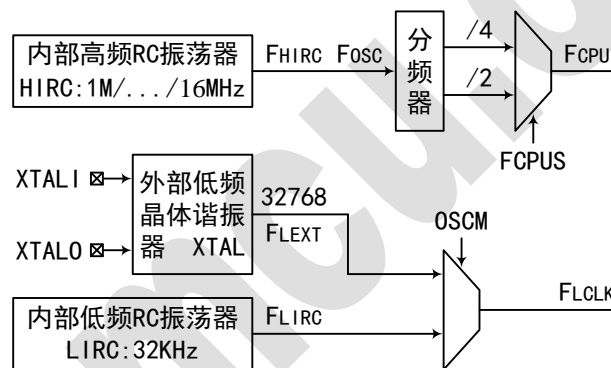 内部高频RC振荡器
HIRC:1M/.../16MHz
FHIRC FOSC
分频器
/4
/2
FCPU
FCPUS
XTALI
XTALO
外部低频
晶体谐振
器 XTAL
32768
FLEXT
OSCM
内部低频RC振荡器
LIRC:32KHz
FLIRC
FLCLK